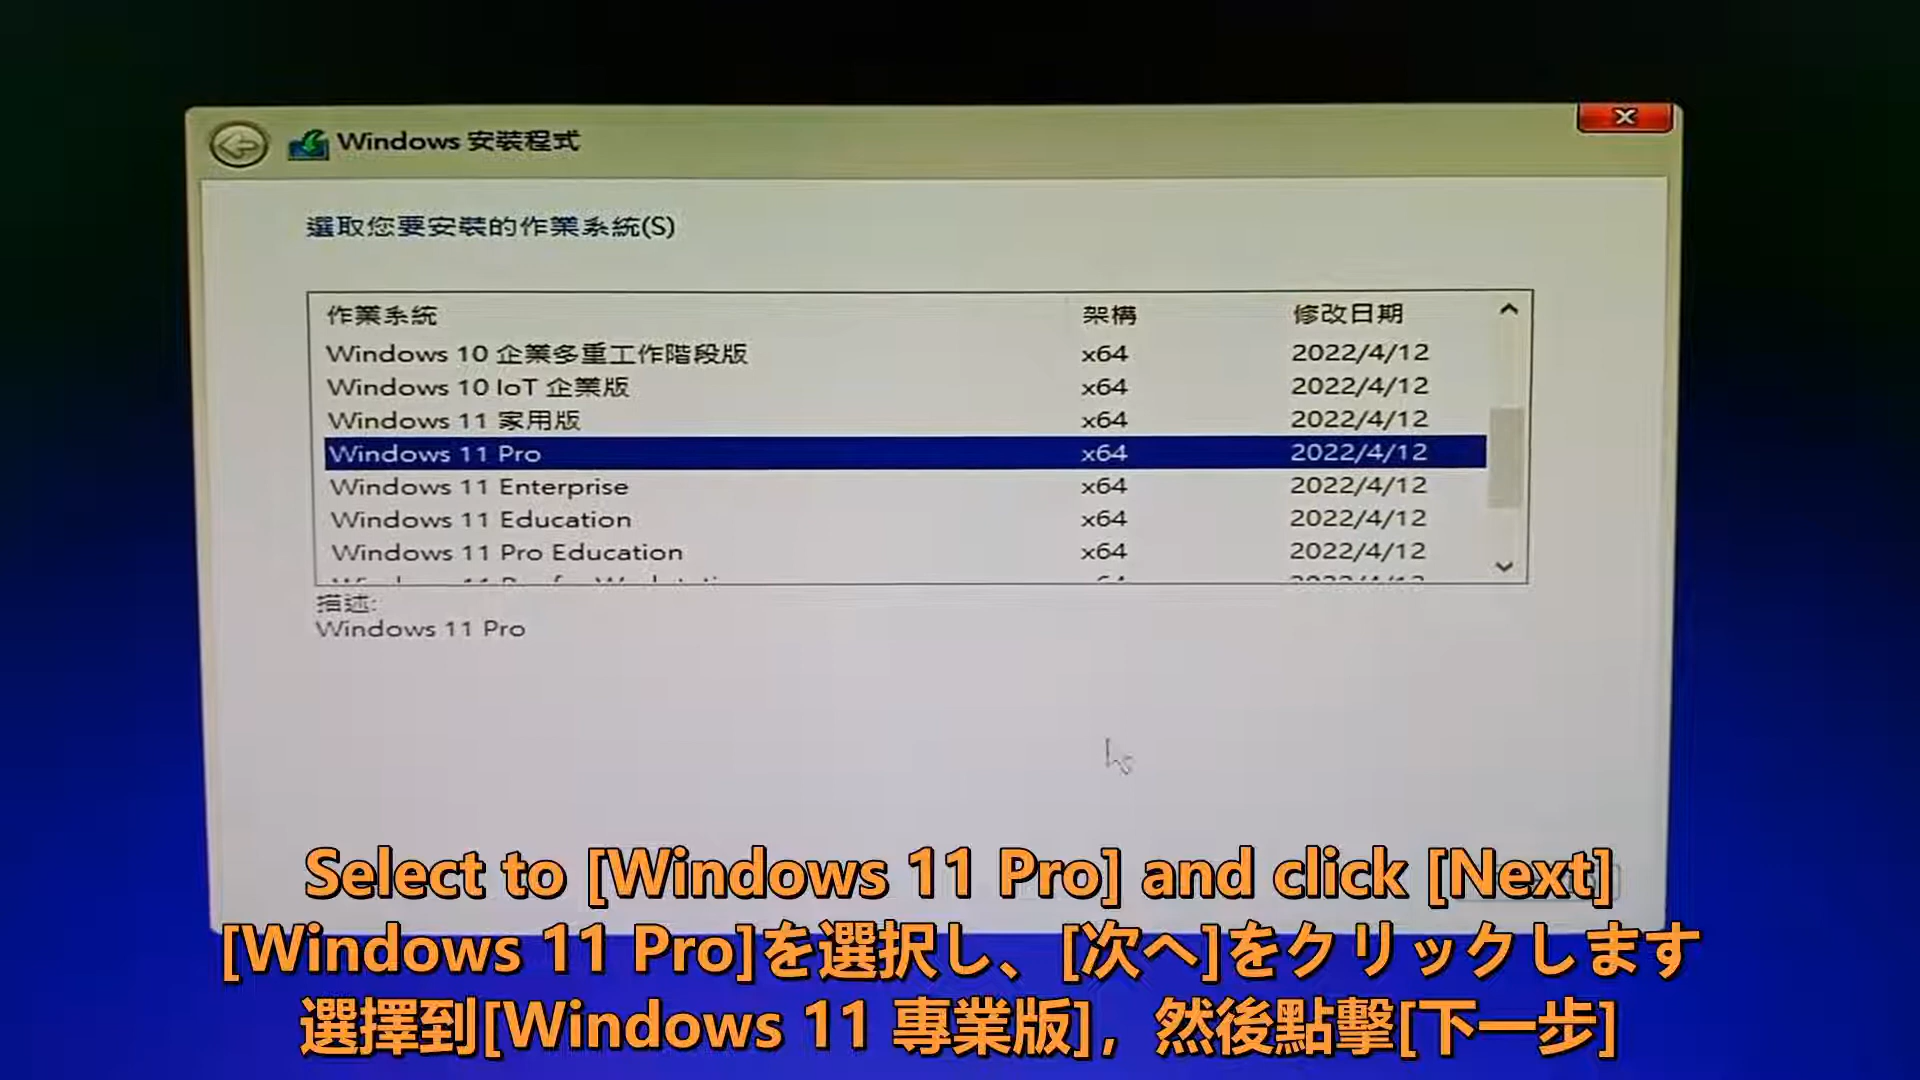 Windows 安裝程式
選取您要安裝的作業系統(S)
作業系統 架構 修改日期
Windows 10 企業多重工作階段版 x64 2022/4/12
Windows 10 IoT 企業版 x64 2022/4/12
Windows 11 家用版 x64 2022/4/12
Windows 11 Pro x64 2022/4/12
Windows 11 Enterprise x64 2022/4/12
Windows 11 Education x64 2022/4/12
Windows 11 Pro Education x64 2022/4/12
描述:
Windows 11 Pro
Select to [Windows 11 Pro] and click [Next]
[Windows 11 Pro]を選択し、[次へ]をクリックします
選擇到[Windows 11 專業版]，然後點擊[下一步]